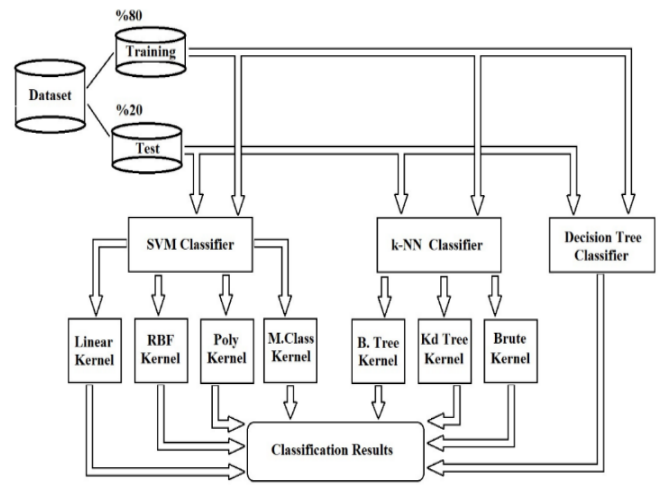 %80
Training
Dataset
%20
Test
SVM Classifier
k-NN Classifier
Decision Tree
Classifier
Linear
Kernel
RBF
Kernel
Poly
Kernel
M.Class
Kernel
B. Tree
Kernel
Kd Tree
Kernel
Brute
Kernel
Classification Results